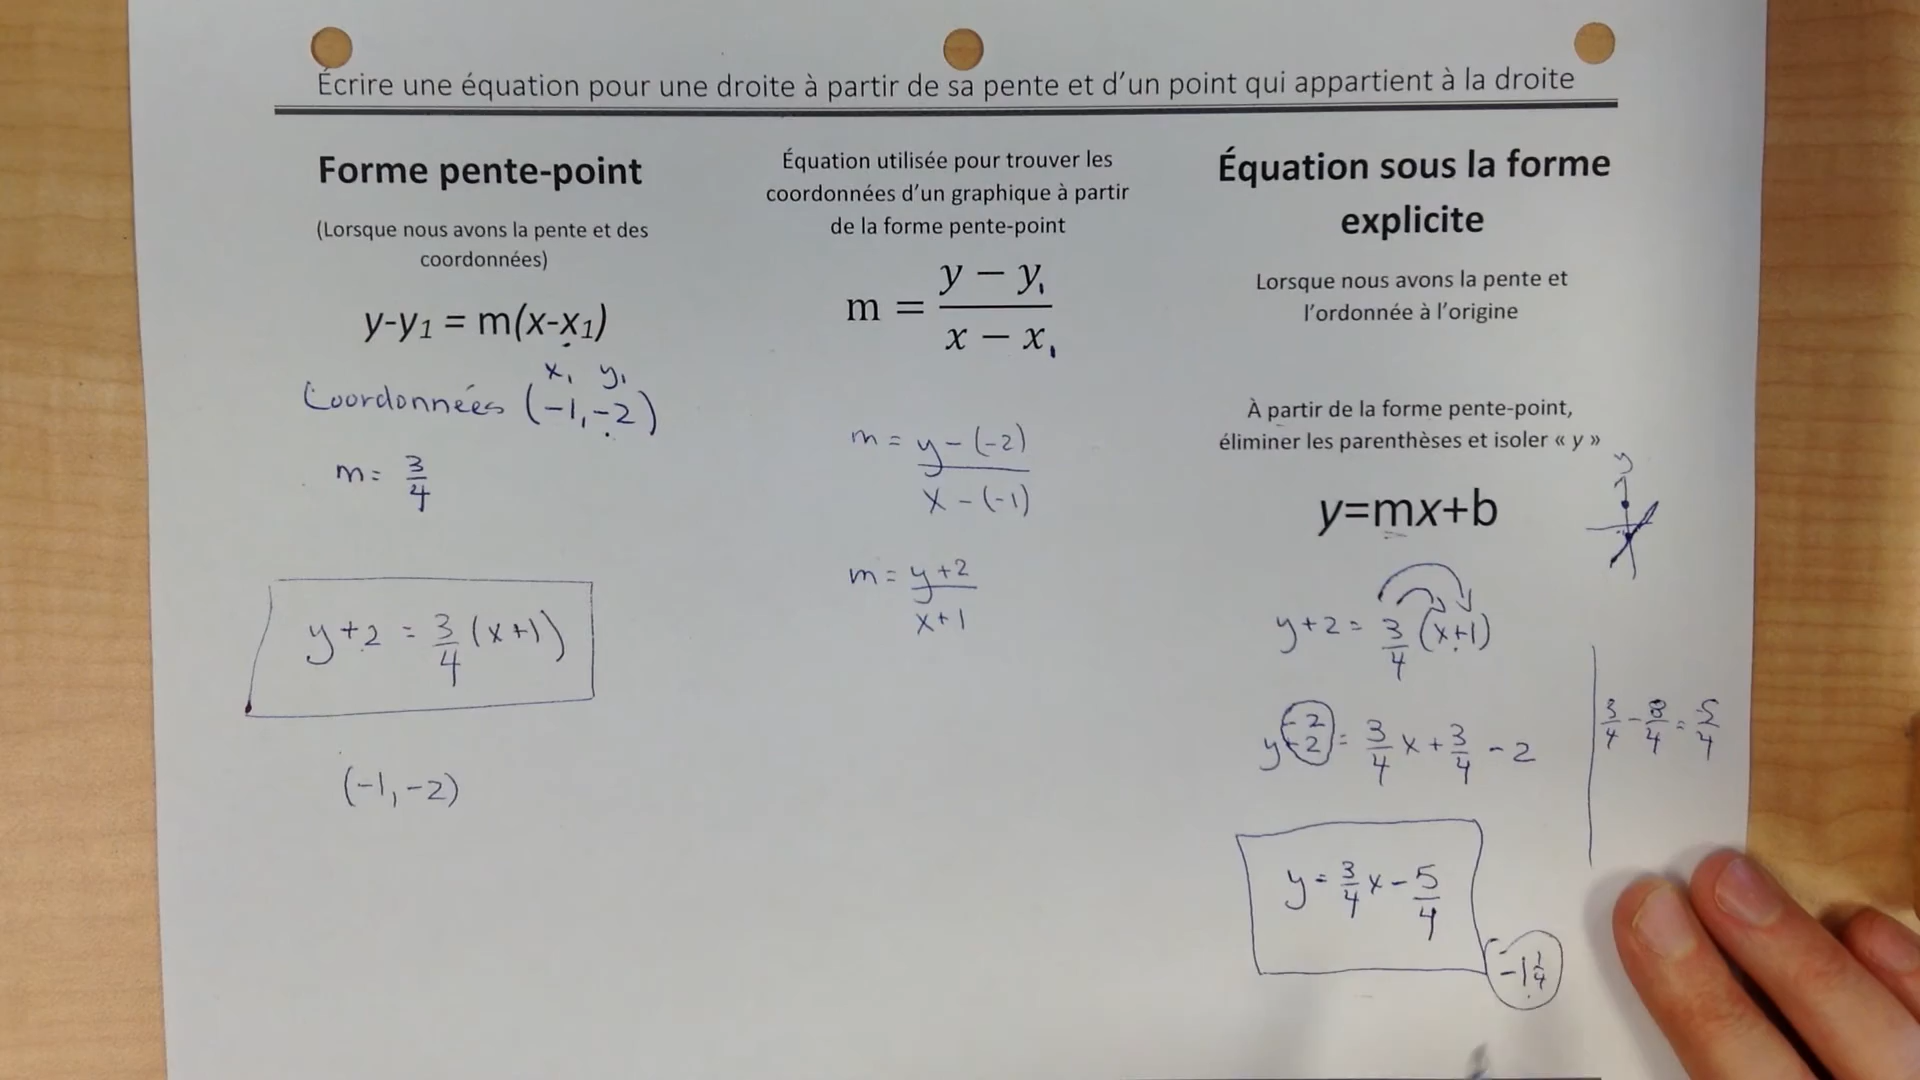 Écrire une équation pour une droite à partir de sa pente et d'un point qui appartient à la droite
Forme pente-point
(Lorsque nous avons la pente et des
coordonnées)
y-y₁ = m(x-x₁)
x₁ y₁
Coordonnées (-1,-2)
m = 3/4
y+2 = 3/4 (x+1)
(-1,-2)
Équation utilisée pour trouver les
coordonnées d'un graphique à partir
de la forme pente-point
m = (y − y₁)/(x − x₁)
m = (y-(-2))/(x-(-1))
m = (y+2)/(x+1)
Équation sous la forme
explicite
Lorsque nous avons la pente et
l'ordonnée à l'origine
À partir de la forme pente-point,
éliminer les parenthèses et isoler « y »
y
y=mx+b
y+2 = 3/4 (x+1)
-2
y+2 = 3/4 x + 3/4 - 2
3/4 - 8/4 = -5/4
y = 3/4 x - 5/4
-1 1/4